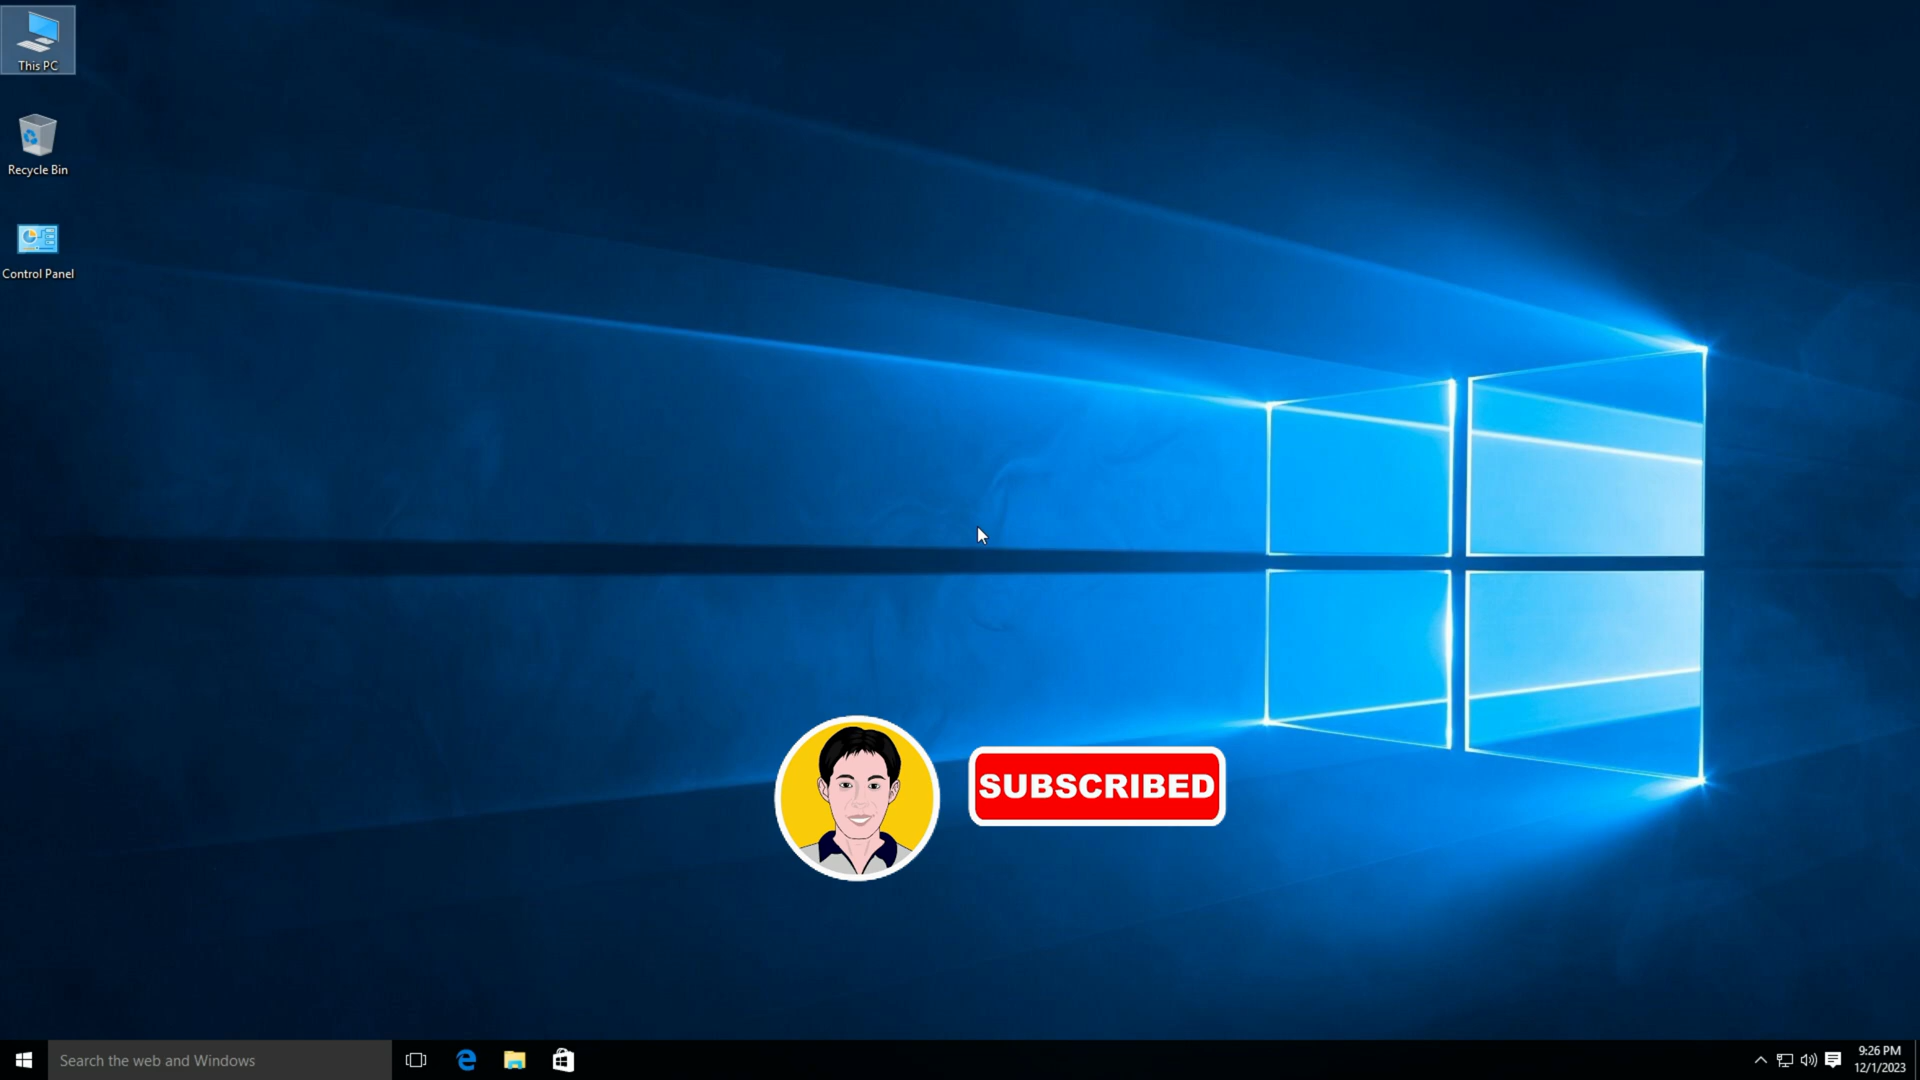 This PC
Recycle Bin
Control Panel
SUBSCRIBED
Search the web and Windows
9:26 PM
12/1/2023